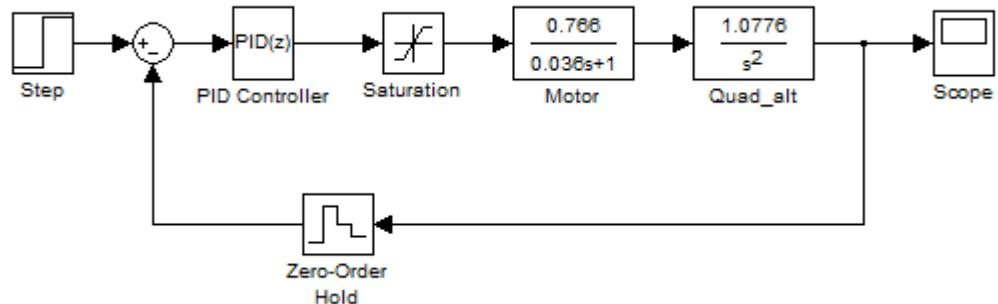 +
−
PID(z)
0.766
0.036s+1
1.0776
s2
Step
PID Controller
Saturation
Motor
Quad_alt
Scope
Zero-Order
Hold